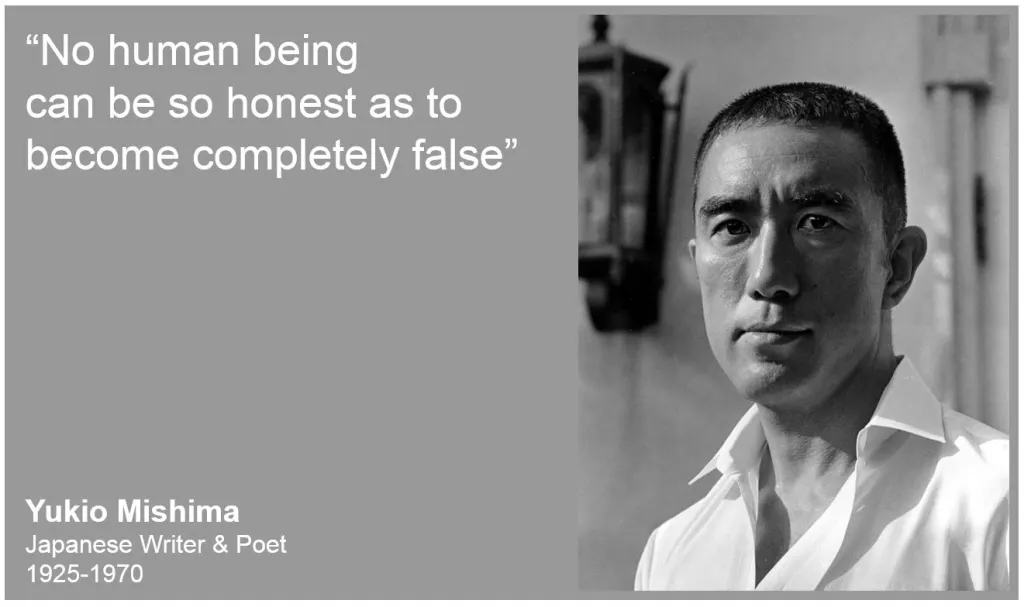 “No human being
can be so honest as to
become completely false”
Yukio Mishima
Japanese Writer & Poet
1925-1970